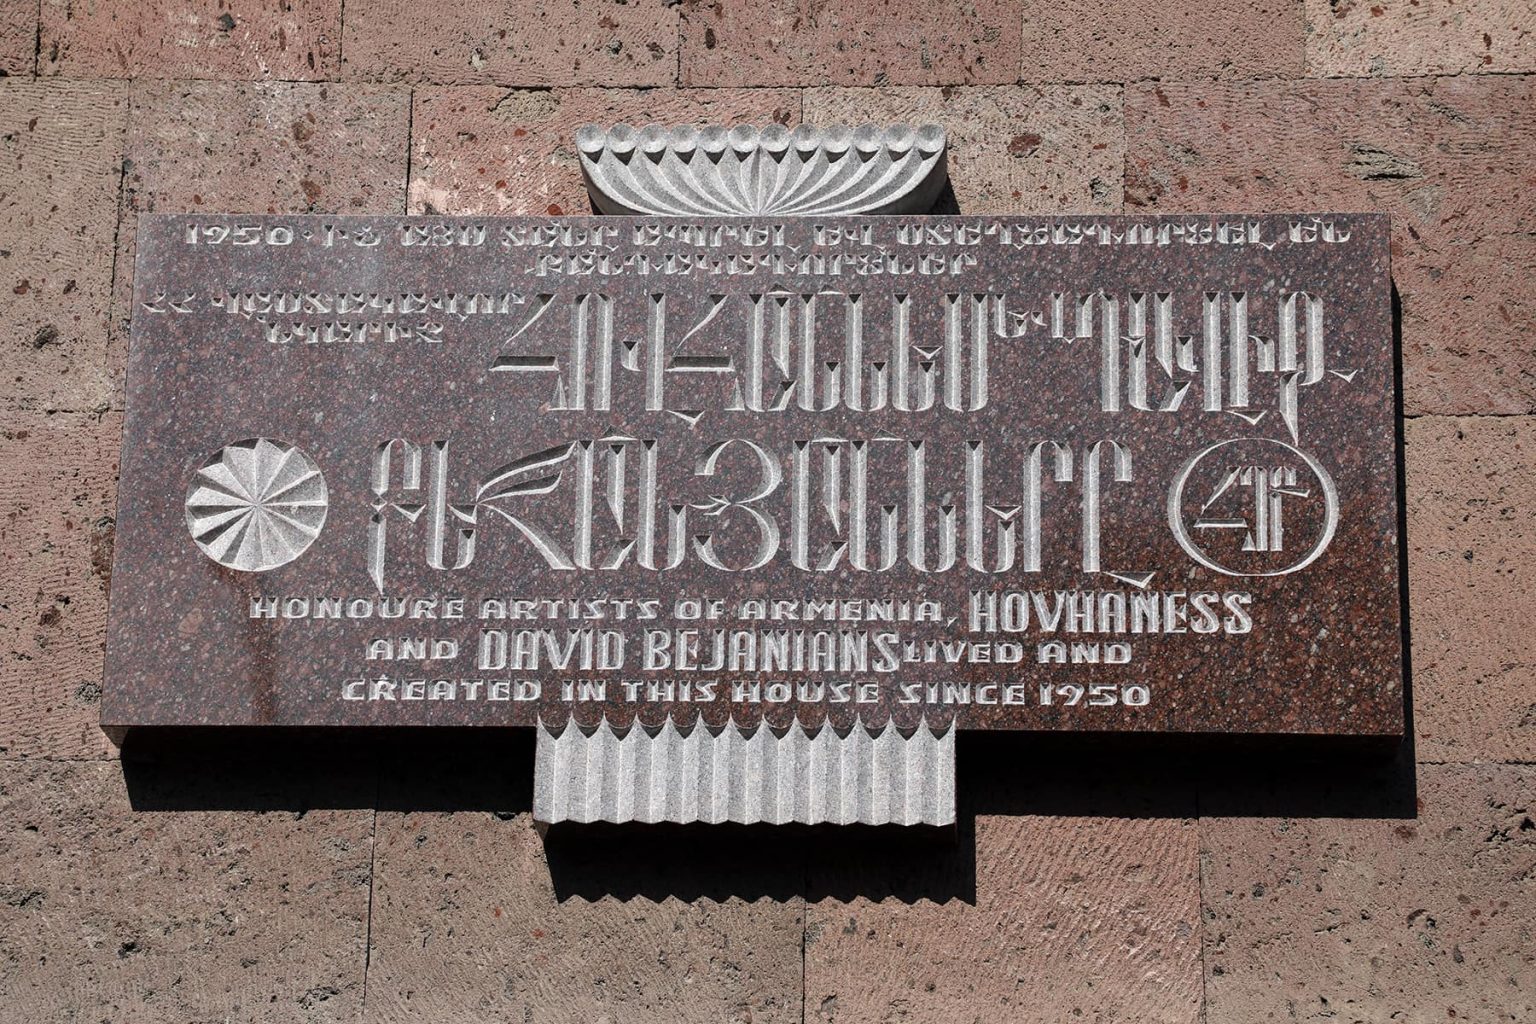 1950-ԻՑ ԱՅՍ ՏԱՆԸ ԱՊՐԵԼ ԵՎ ՍՏԵՂԾԱԳՈՐԾԵԼ ԵՆ
ՔԱՆԴԱԿԱԳՈՐԾՆԵՐ
ՀՀ ՎԱՍՏԱԿԱՎՈՐ
ՆԿԱՐԻՉ
ՀՈՎՀԱՆՆԵՍ ԵՎ ԴԱՎԻԹ
ԲԵՋԱՆՅԱՆՆԵՐԸ
HONOURE ARTISTS OF ARMENIA, HOVHANESS
AND DAVID BEJANIANS LIVED AND
CREATED IN THIS HOUSE SINCE 1950